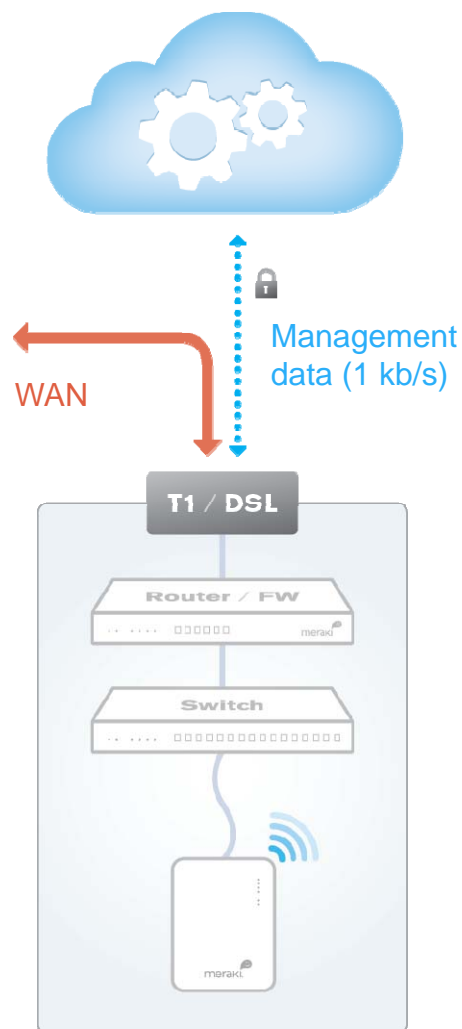 Management
data (1 kb/s)
WAN
T1 / DSL
Router / FW
meraki
Switch
meraki